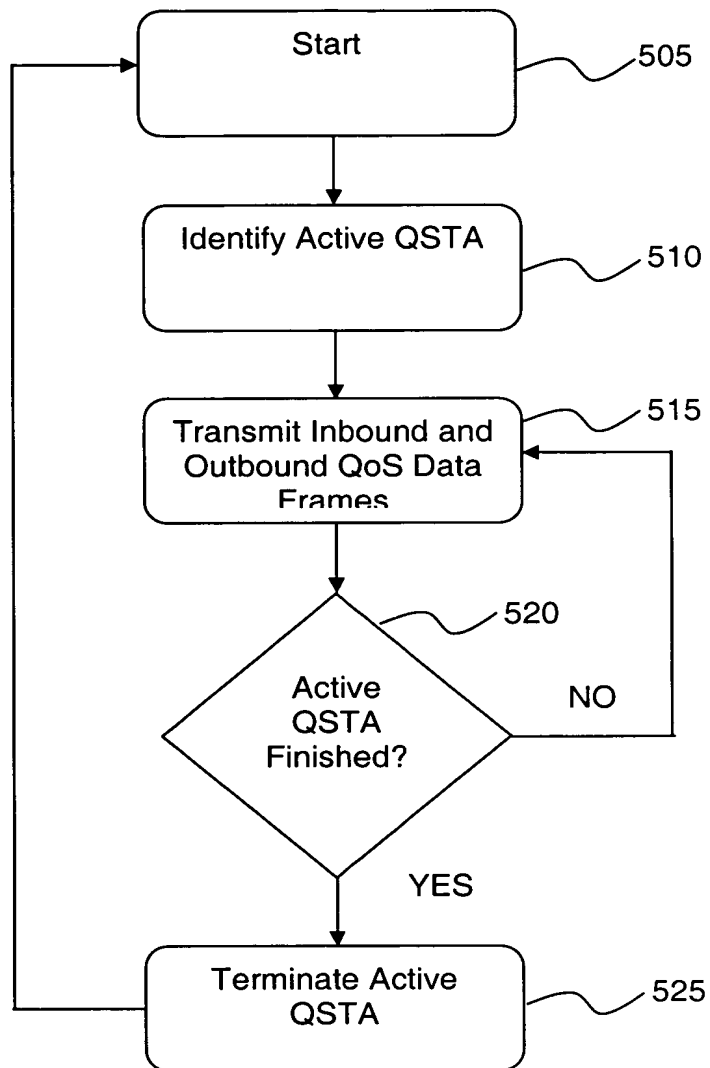 Start
505
Identify Active QSTA
510
Transmit Inbound and
Outbound QoS Data
Frames
515
520
Active
QSTA
Finished?
NO
YES
Terminate Active
QSTA
525